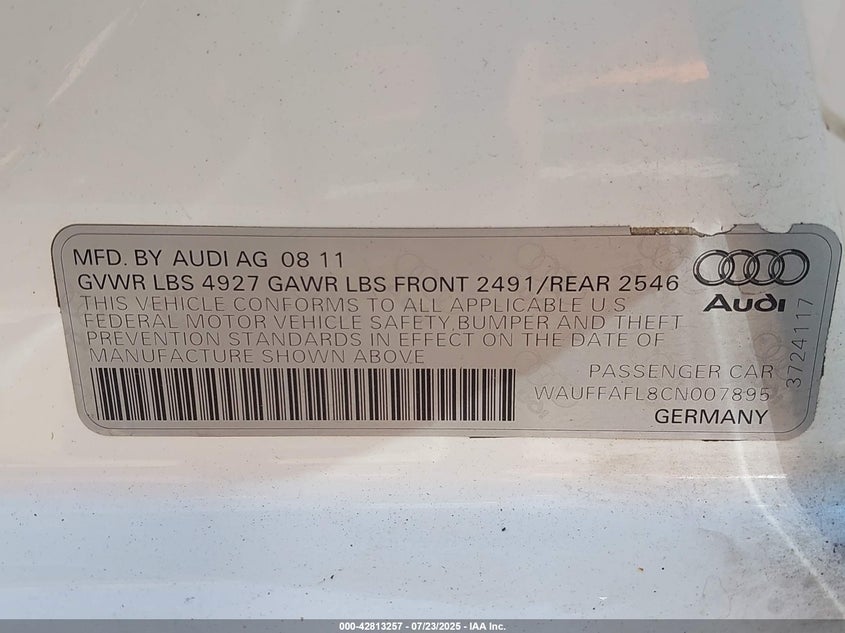 MFD. BY AUDI AG 08 11
GVWR LBS 4927 GAWR LBS FRONT 2491/REAR 2546
THIS VEHICLE CONFORMS TO ALL APPLICABLE U S
FEDERAL MOTOR VEHICLE SAFETY,BUMPER AND THEFT
PREVENTION STANDARDS IN EFFECT ON THE DATE OF
MANUFACTURE SHOWN ABOVE
Audi
PASSENGER CAR
WAUFFAFL8CN007895
GERMANY
3724117
000-42813257 - 07/23/2025 - IAA Inc.